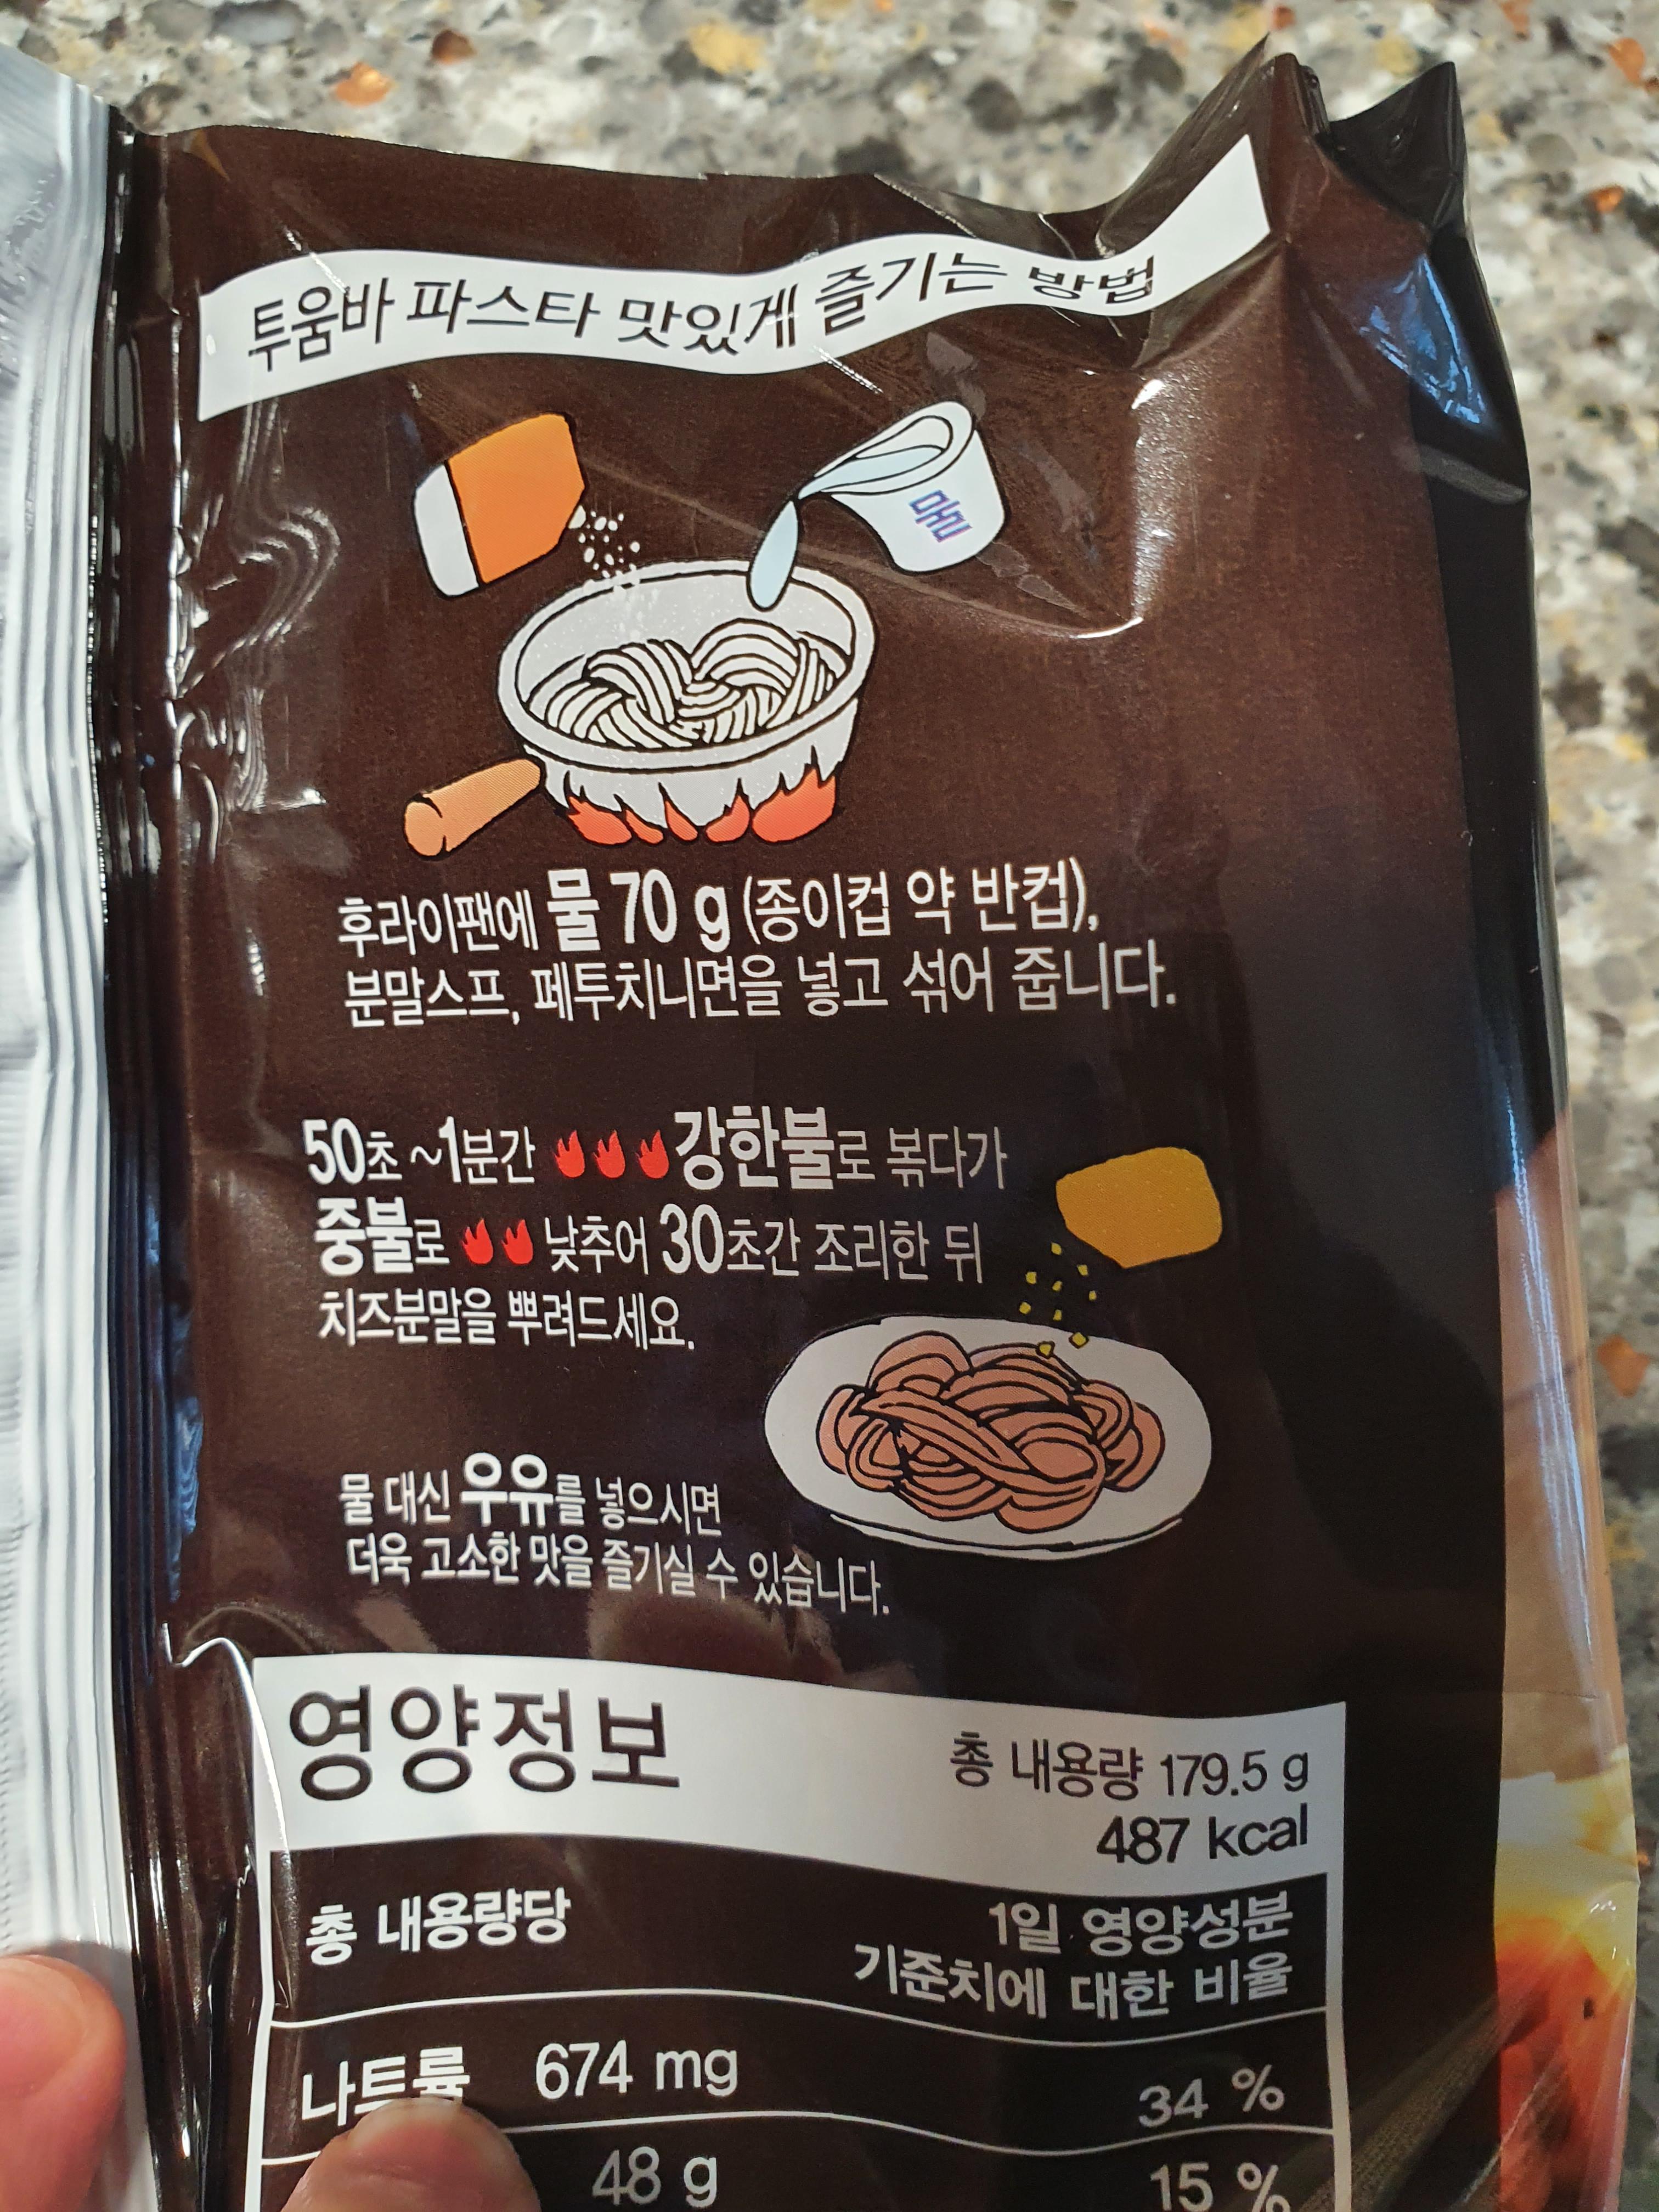 투움바 파스타 맛있게 즐기는 방법
물
후라이팬에 물 70 g (종이컵 약 반컵),
분말스프, 페투치니면을 넣고 섞어 줍니다.
50초 ~1분간 강한불로 볶다가
중불로 낮추어 30초간 조리한 뒤
치즈분말을 뿌려드세요.
물 대신 우유를 넣으시면
더욱 고소한 맛을 즐기실 수 있습니다.
영양정보
총 내용량 179.5 g
487 kcal
총 내용량당
1일 영양성분
기준치에 대한 비율
나트륨 674 mg 34 %
48 g 15 %